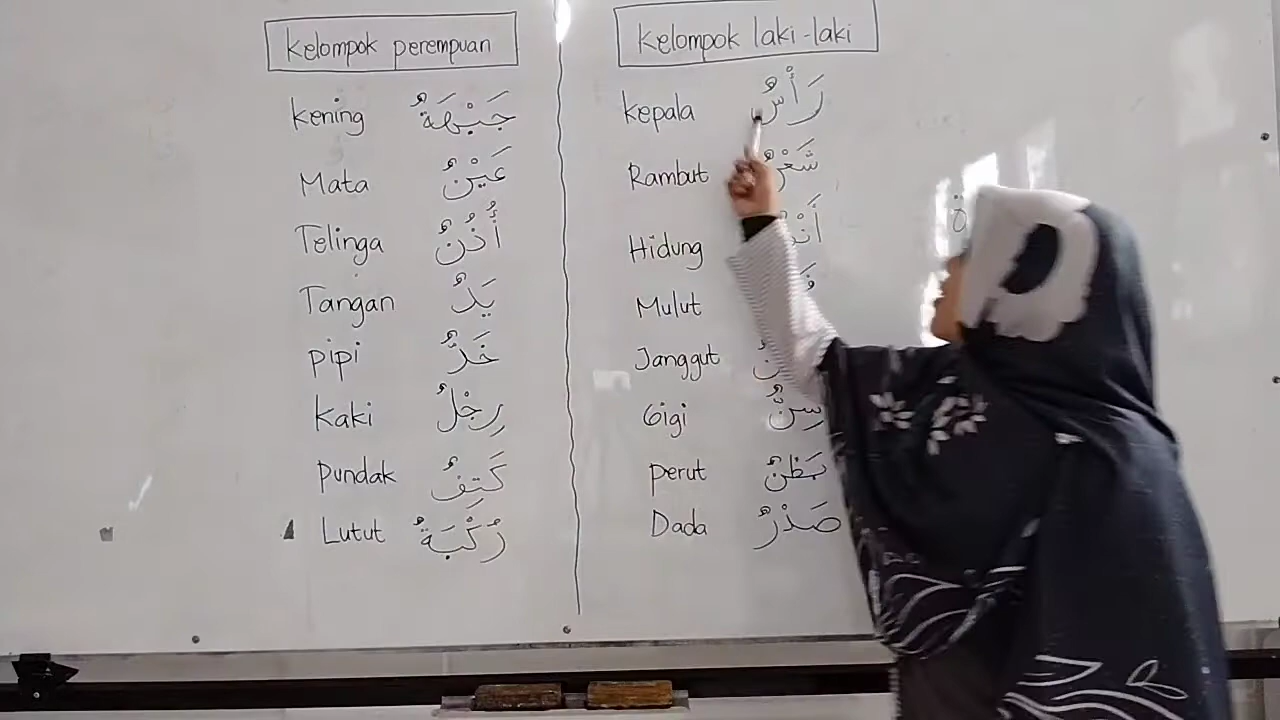 Kelompok perempuan
Kening جَبْهَةٌ
Mata عَيْنٌ
Telinga أُذُنٌ
Tangan يَدٌ
pipi خَدٌّ
Kaki رِجْلٌ
pundak كَتِفٌ
Lutut رُكْبَةٌ
Kelompok laki-laki
Kepala رَأْسٌ
Rambut شَعْرٌ
Hidung
Mulut
Janggut
Gigi سِنٌّ
perut بَطْنٌ
Dada صَدْرٌ
ة